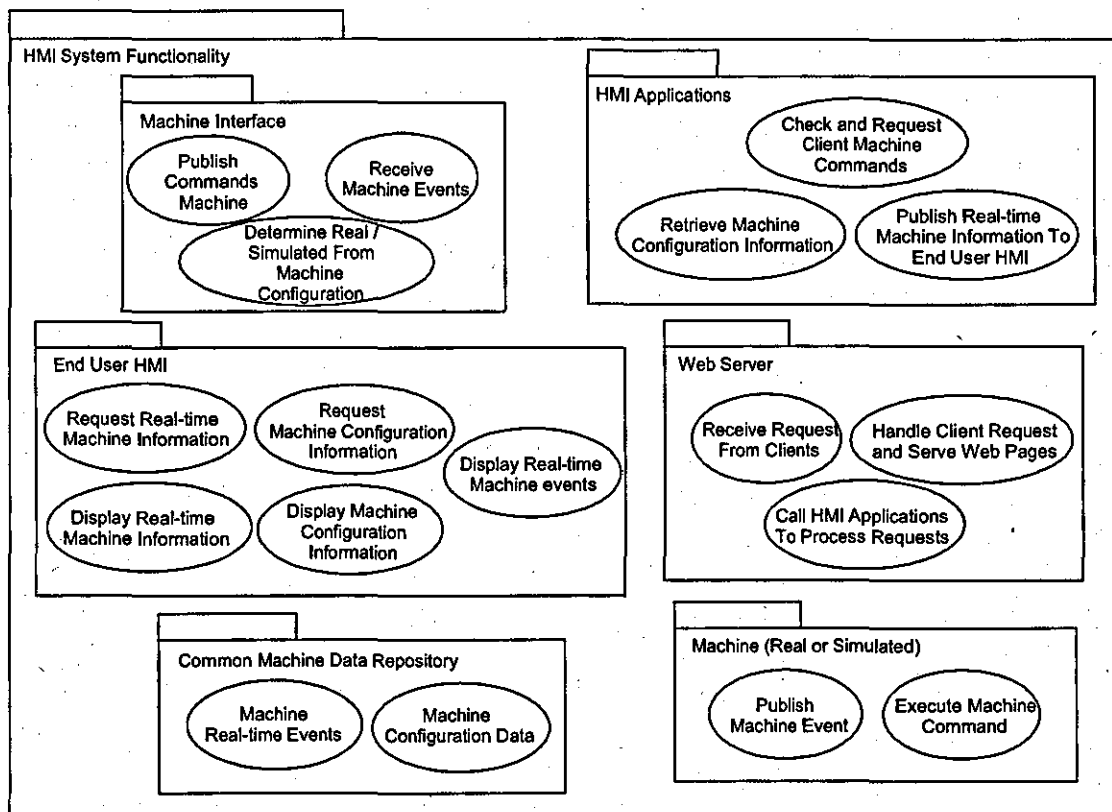 HMI System Functionality
Machine Interface
Publish
Commands
Machine
Receive
Machine Events
Determine Real /
Simulated From
Machine
Configuration
HMI Applications
Check and Request
Client Machine
Commands
Retrieve Machine
Configuration Information
Publish Real-time
Machine Information To
End User HMI
End User HMI
Request Real-time
Machine Information
Request
Machine Configuration
Information
Display Real-time
Machine events
Display Real-time
Machine Information
Display Machine
Configuration
Information
Web Server
Receive Request
From Clients
Handle Client Request
and Serve Web Pages
Call HMI Applications
To Process Requests
Common Machine Data Repository
Machine
Real-time Events
Machine
Configuration Data
Machine (Real or Simulated)
Publish
Machine Event
Execute Machine
Command